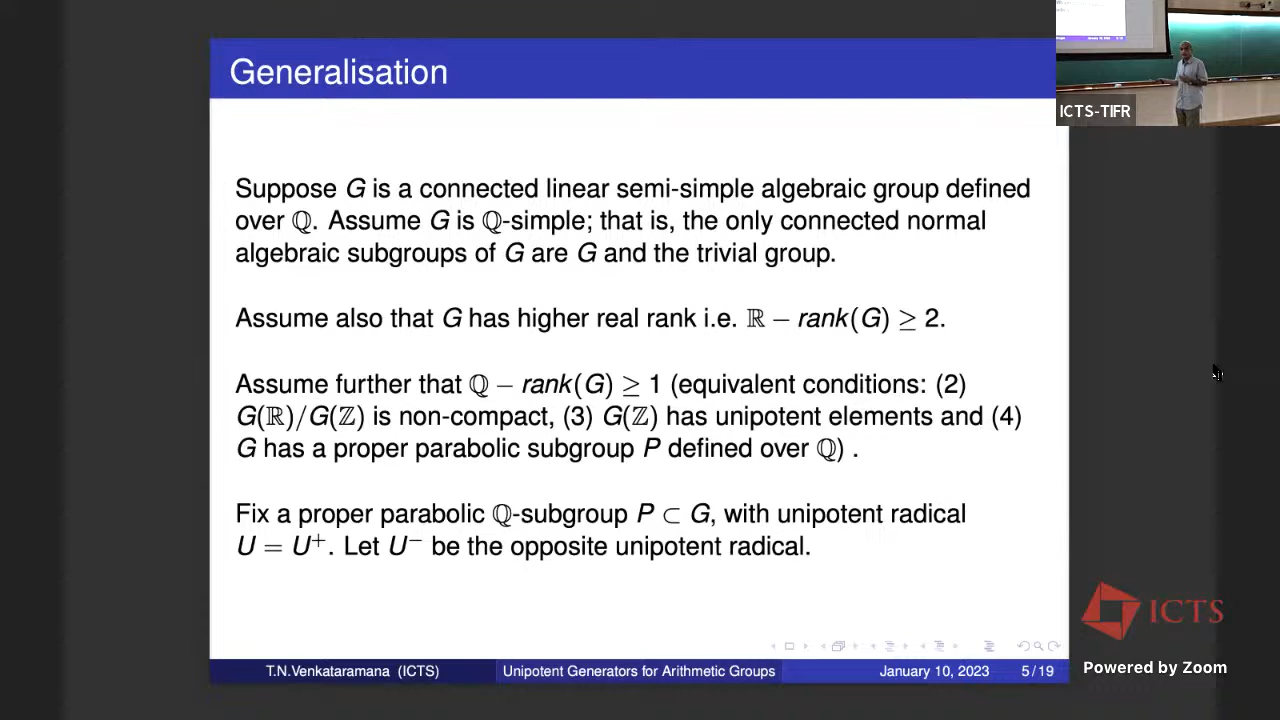 Generalisation
ICTS-TIFR
Suppose G is a connected linear semi-simple algebraic group defined
over ℚ. Assume G is ℚ-simple; that is, the only connected normal
algebraic subgroups of G are G and the trivial group.
Assume also that G has higher real rank i.e. ℝ − rank(G) ≥ 2.
Assume further that ℚ − rank(G) ≥ 1 (equivalent conditions: (2)
G(ℝ)/G(ℤ) is non-compact, (3) G(ℤ) has unipotent elements and (4)
G has a proper parabolic subgroup P defined over ℚ) .
Fix a proper parabolic ℚ-subgroup P ⊂ G, with unipotent radical
U = U⁺. Let U⁻ be the opposite unipotent radical.
ICTS
T.N.Venkataramana (ICTS) Unipotent Generators for Arithmetic Groups January 10, 2023 5/19
Powered by Zoom